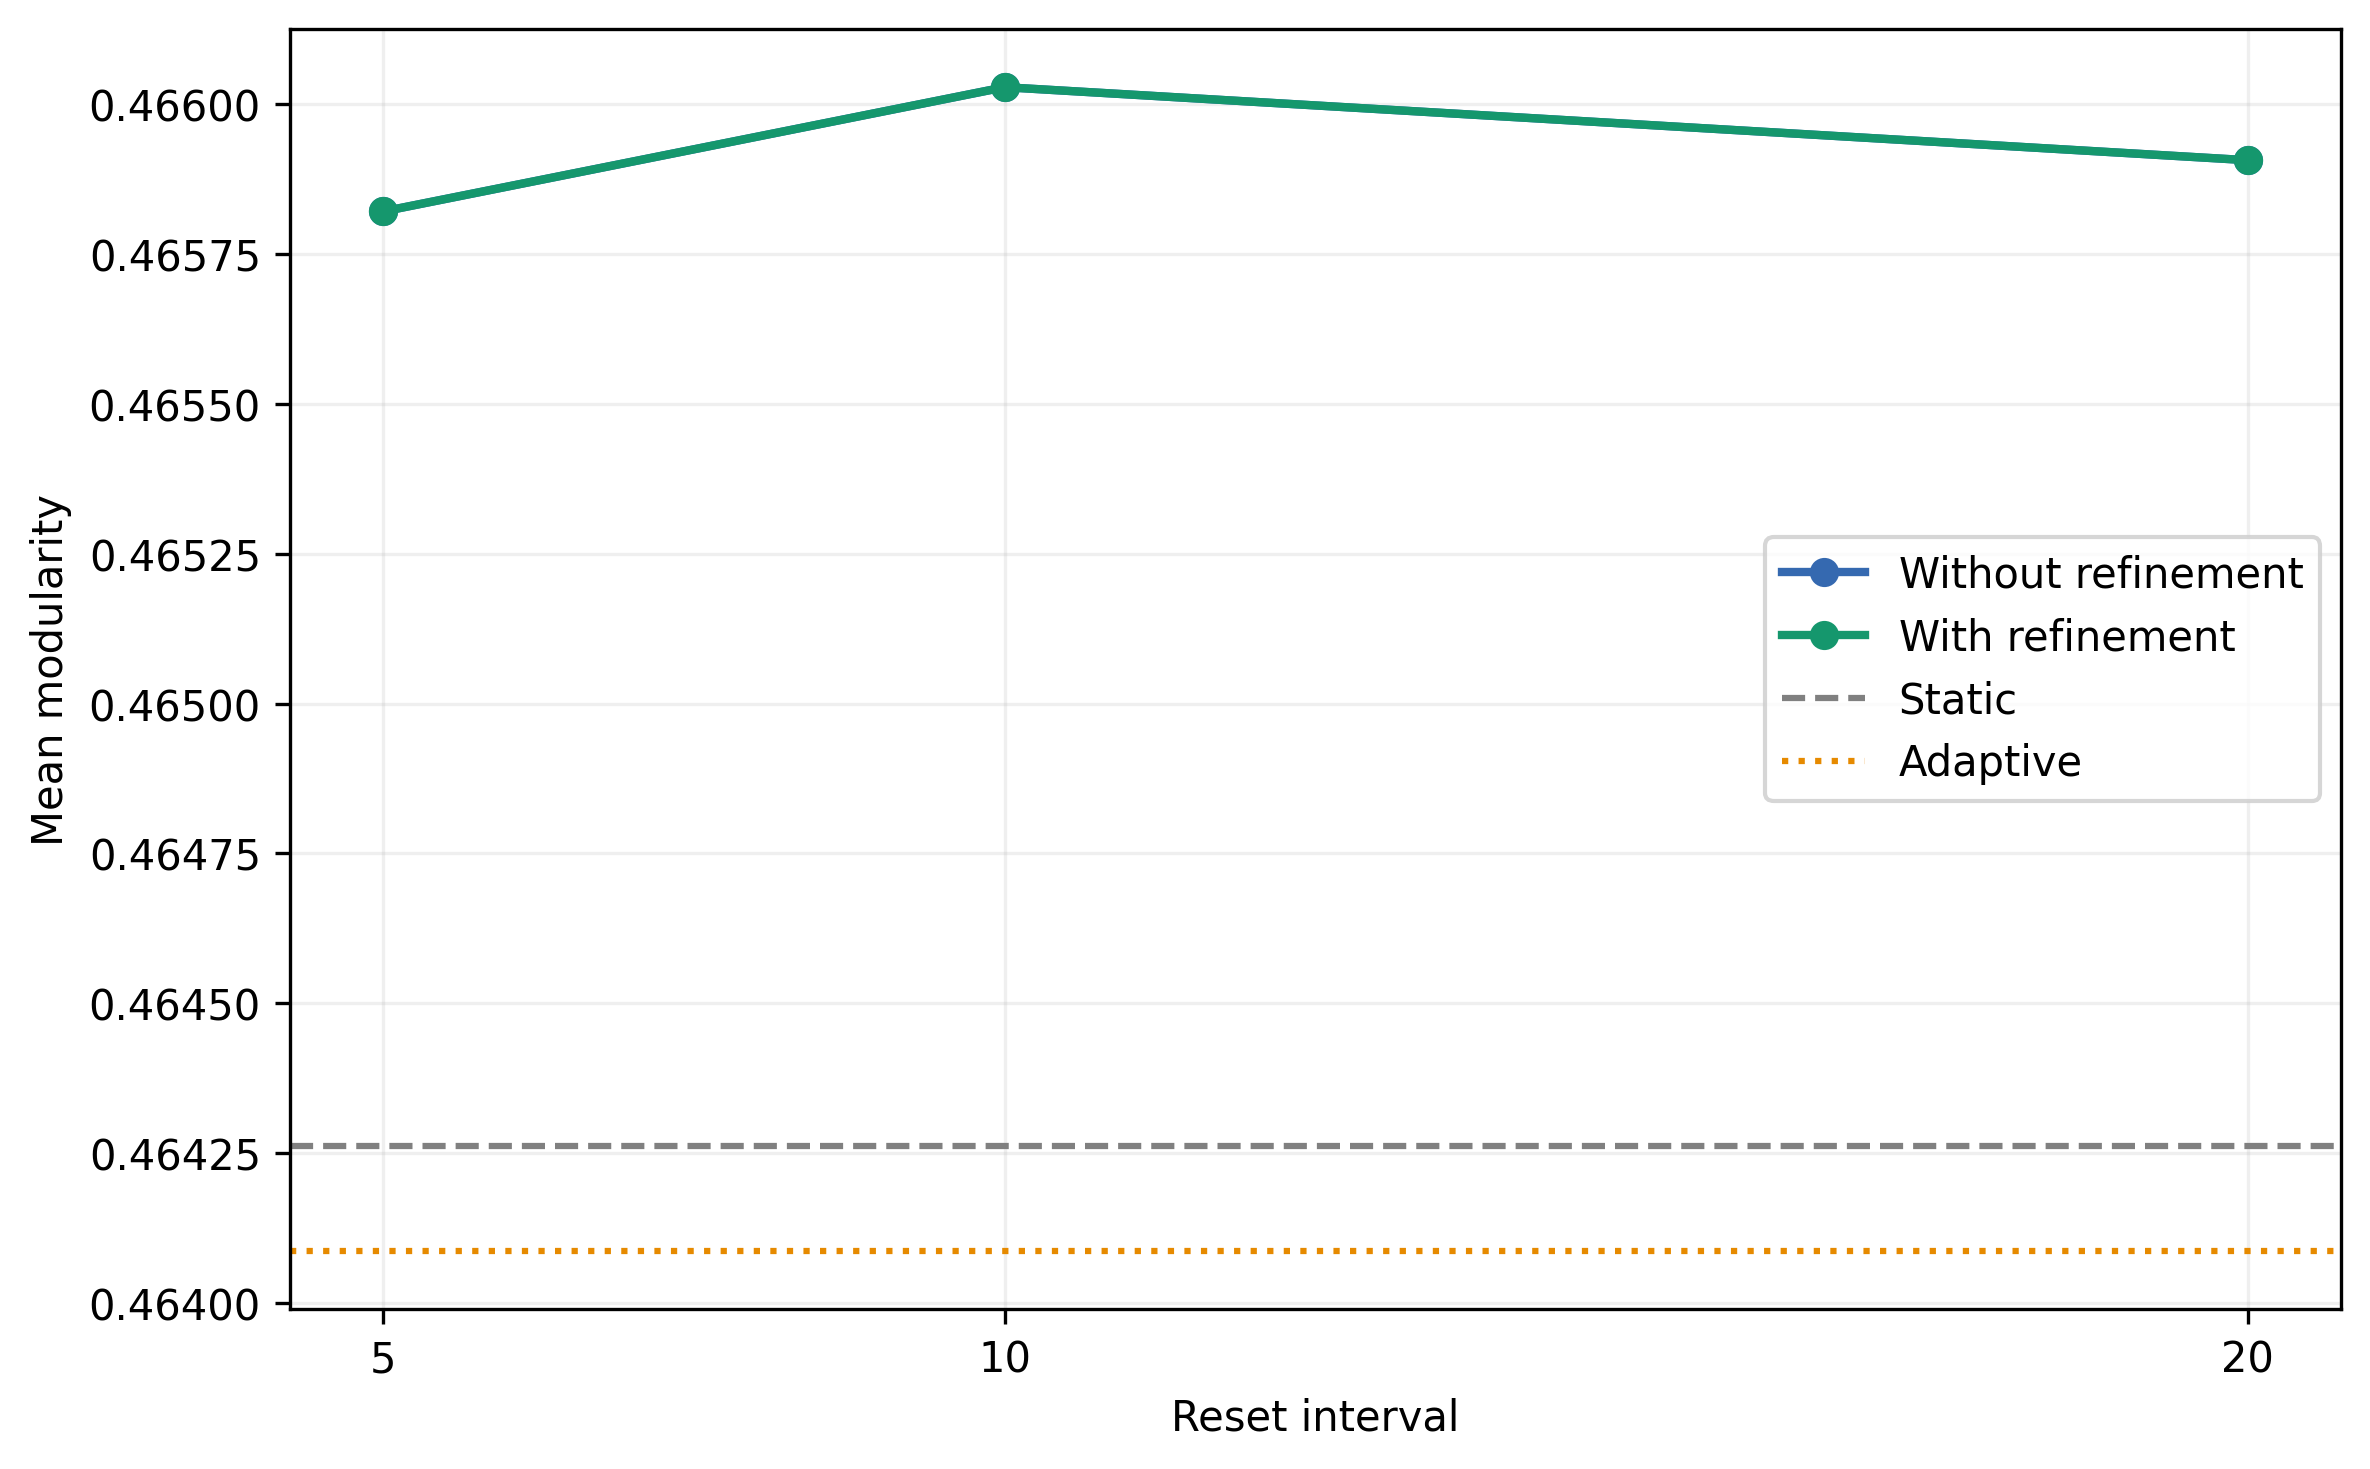 0.46600
0.46575
0.46550
0.46525
0.46500
0.46475
0.46450
0.46425
0.46400
Mean modularity
Without refinement
With refinement
Static
Adaptive
5 10 20
Reset interval